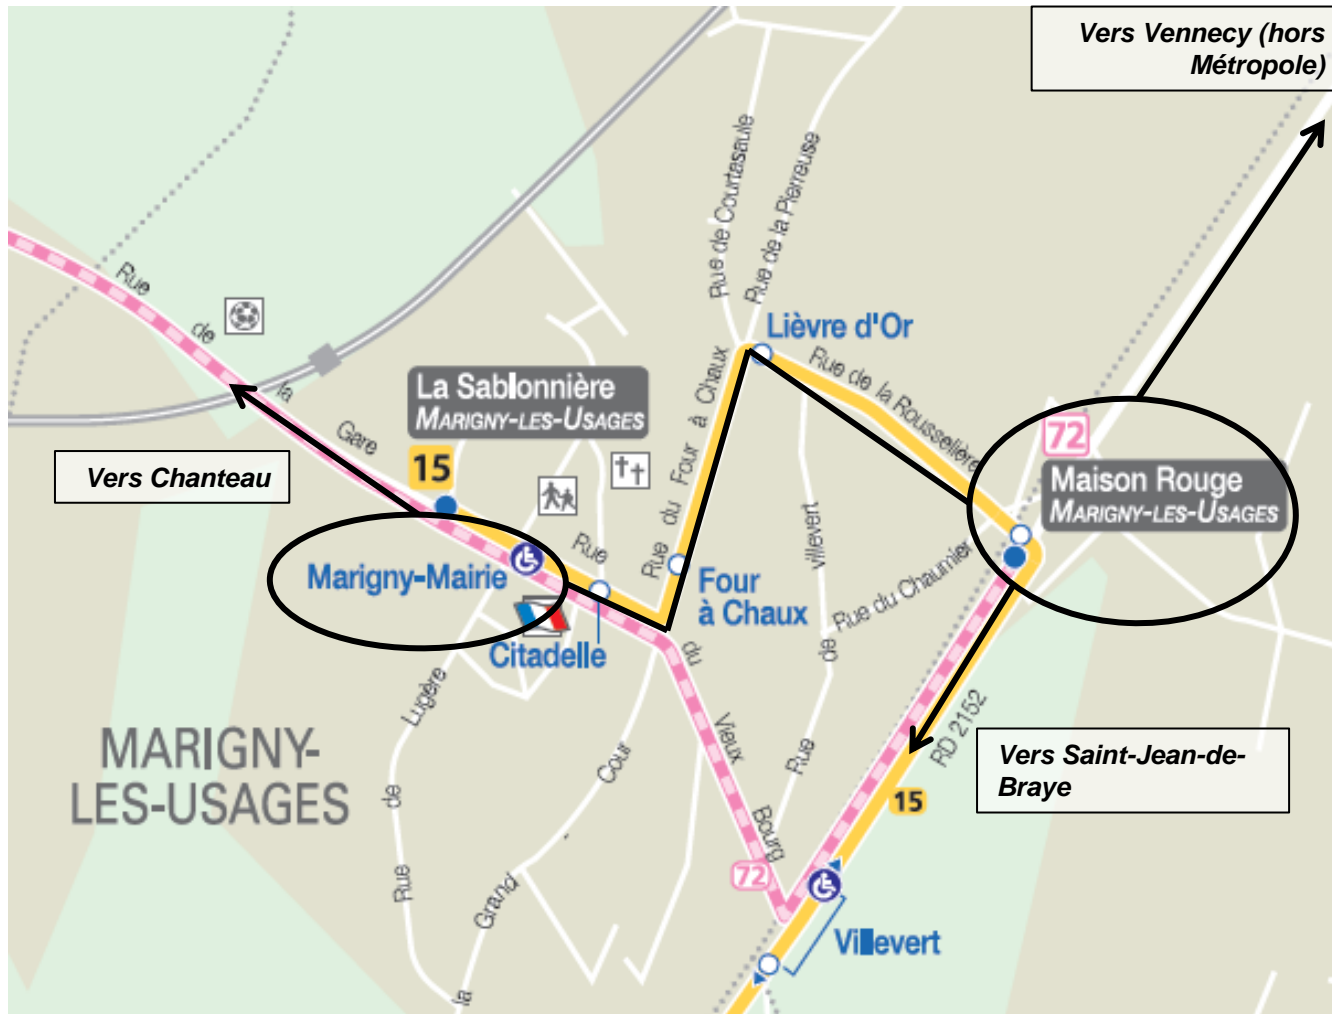 Vers Vennecy (hors
Métropole)
Rue de Courtasaule
Rue de la Pierreuse
Rue de la Gare
Lièvre d'Or
Rue de la Rousselière
La Sablonnière
MARIGNY-LES-USAGES
15
Vers Chanteau
72
Maison Rouge
MARIGNY-LES-USAGES
Rue du Four à Chaux
Marigny-Mairie
Rue du Vieux Bourg
Four
à Chaux
Rue de Villevert
Rue du Chaumier
Citadelle
Rue de Lugère
Cour
Grand
la
RD 2152
MARIGNY-
LES-USAGES
Vers Saint-Jean-de-
Braye
15
72
Villevert